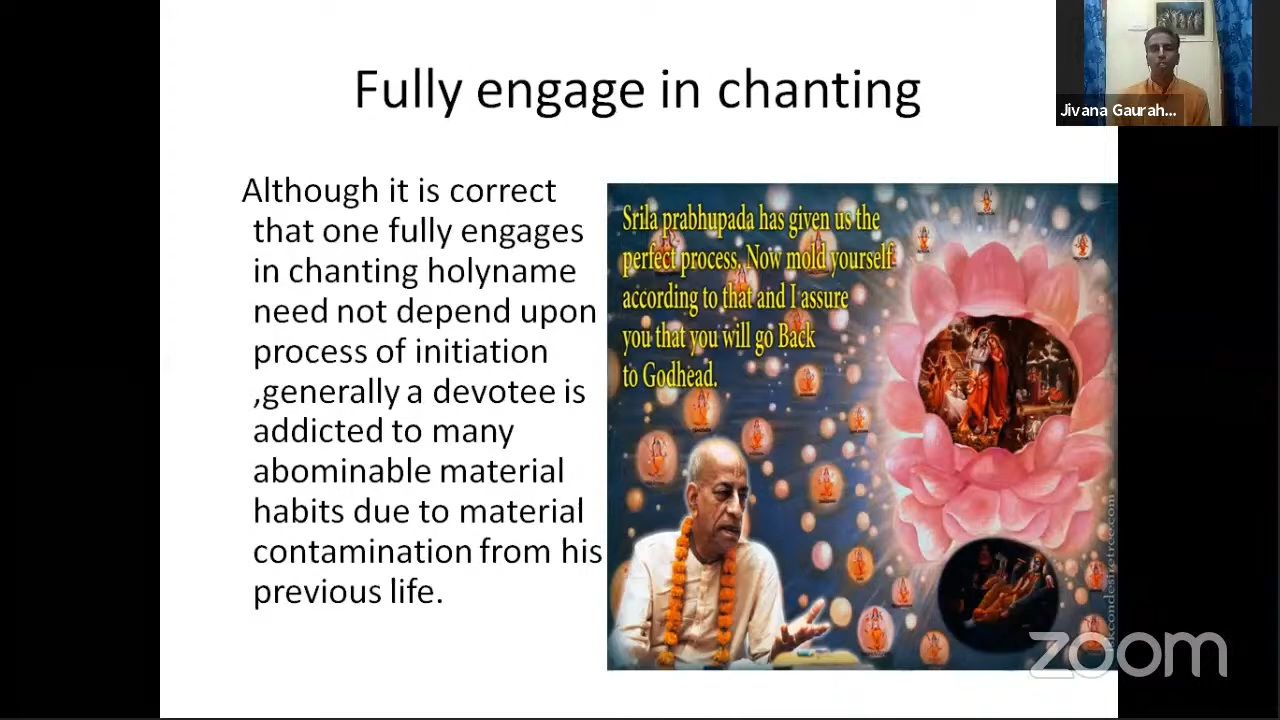 Fully engage in chanting
Jivana Gaurah...
Although it is correct
that one fully engages
in chanting holyname
need not depend upon
process of initiation
,generally a devotee is
addicted to many
abominable material
habits due to material
contamination from his
previous life.
Srila prabhupada has given us the
perfect process. Now mold yourself
according to that and I assure
you that you will go Back
to Godhead.
iskcondesiretree.com
zoom